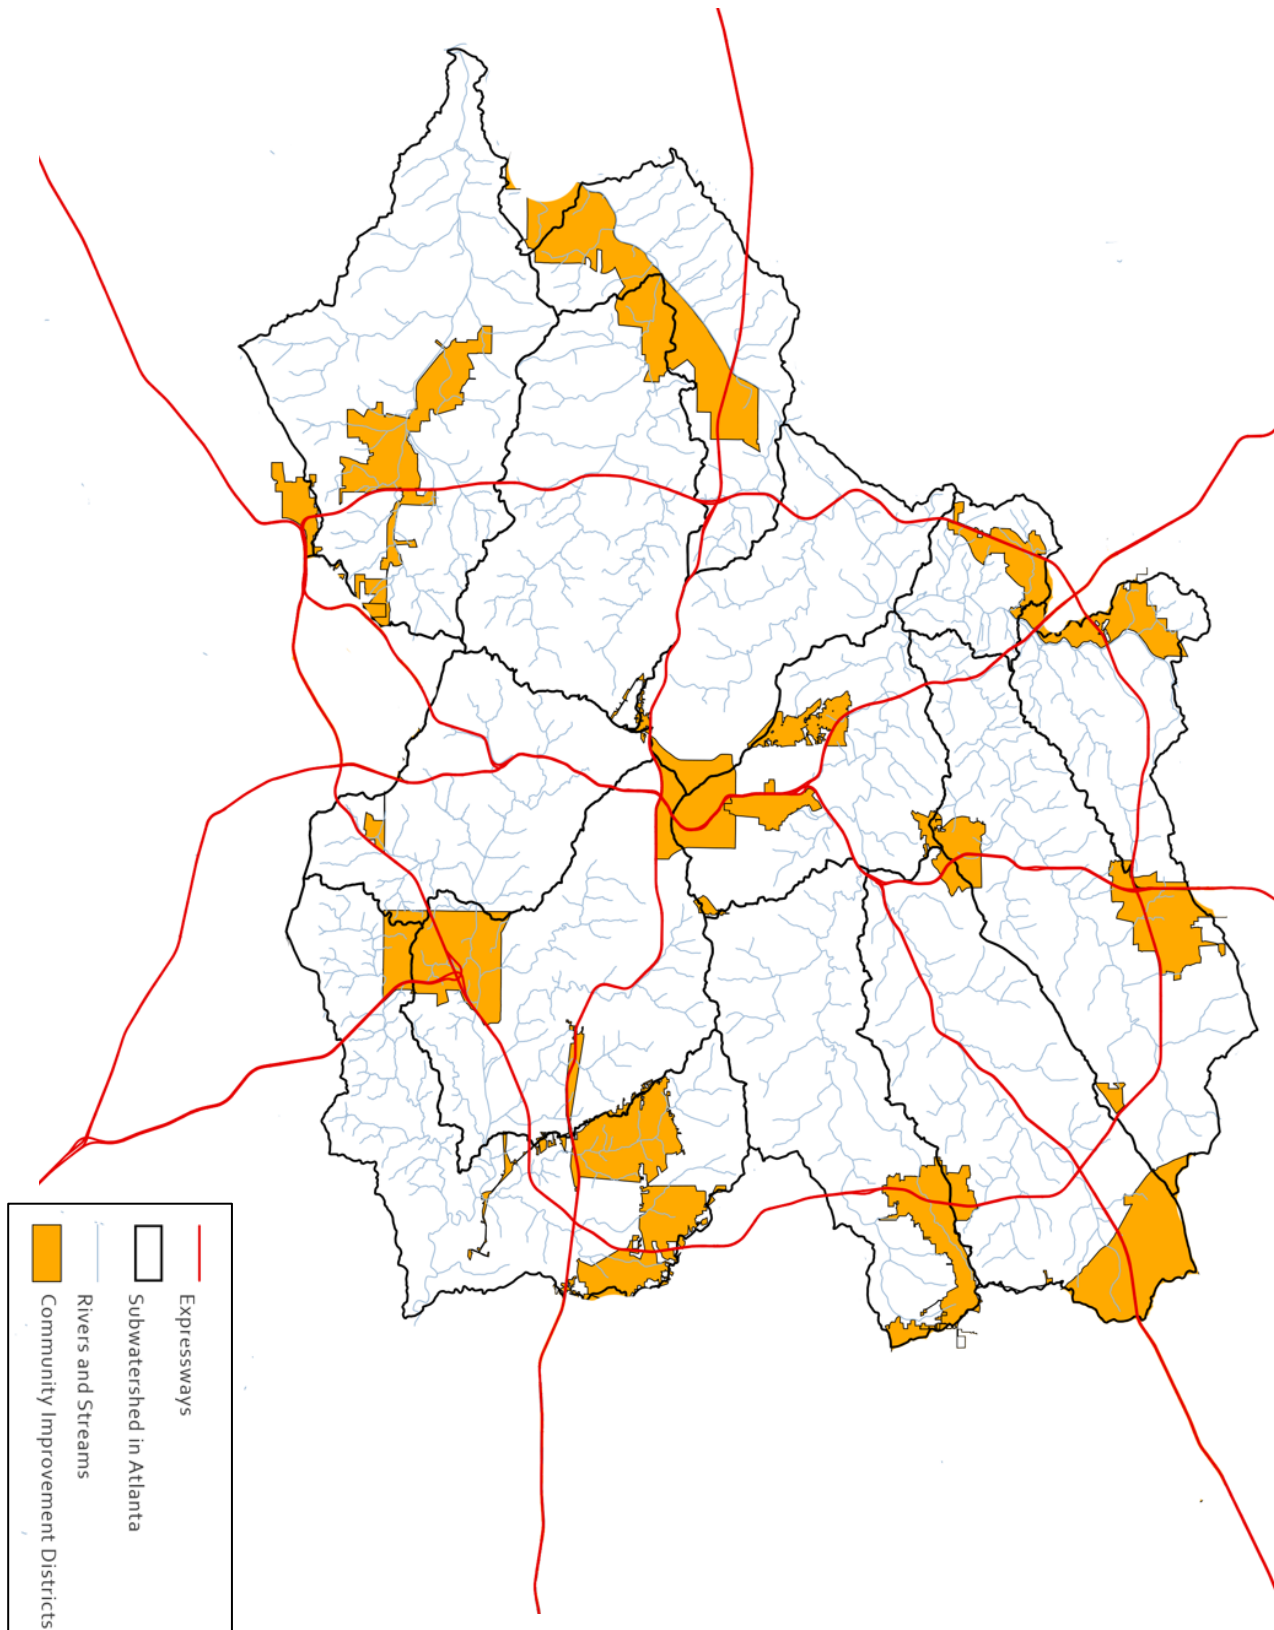 Expressways
Subwatershed in Atlanta
Rivers and Streams
Community Improvement Districts